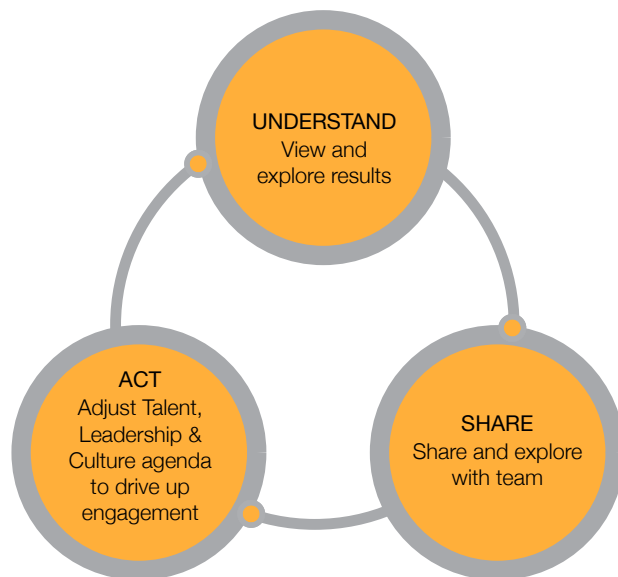 UNDERSTAND
View and
explore results
SHARE
Share and explore
with team
ACT
Adjust Talent,
Leadership &
Culture agenda
to drive up
engagement